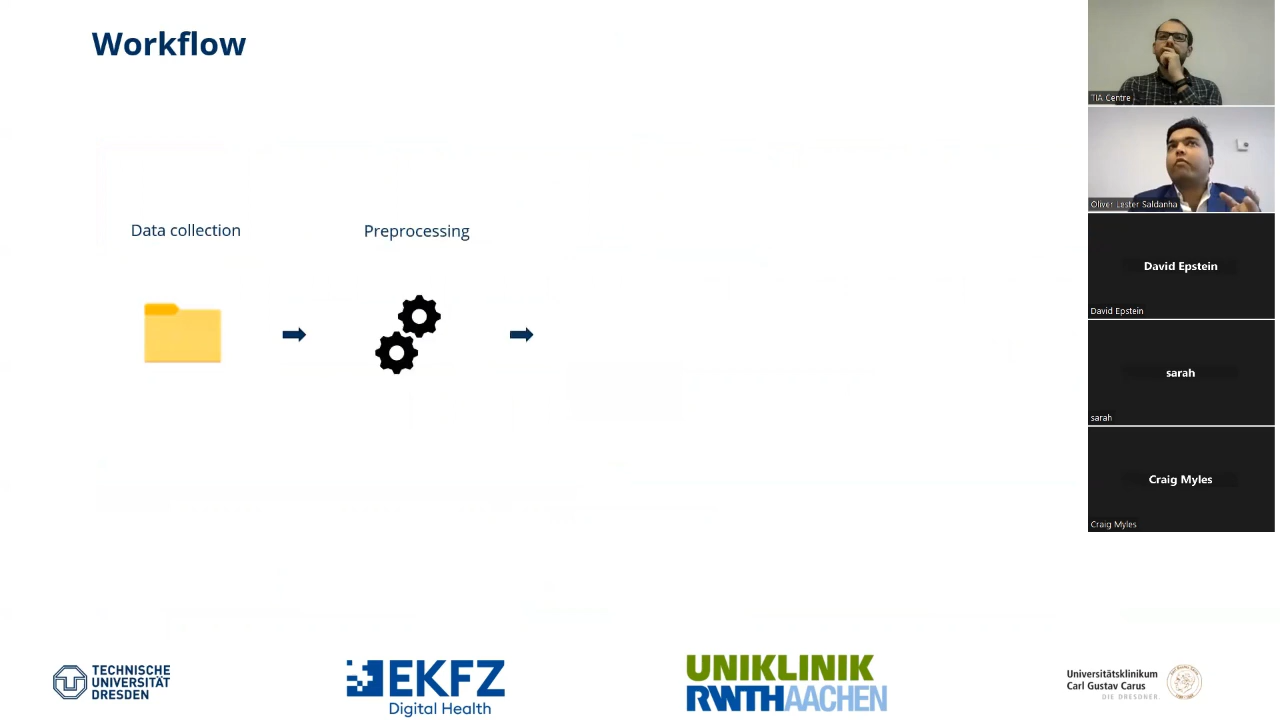 Workflow
Data collection
Preprocessing
TIA Centre
Oliver Lester Saldanha
David Epstein
David Epstein
sarah
sarah
Craig Myles
Craig Myles
TECHNISCHE
UNIVERSITÄT
DRESDEN
EKFZ
Digital Health
UNIKLINIK
RWTHAACHEN
Universitätsklinikum
Carl Gustav Carus
DIE DRESDNER.